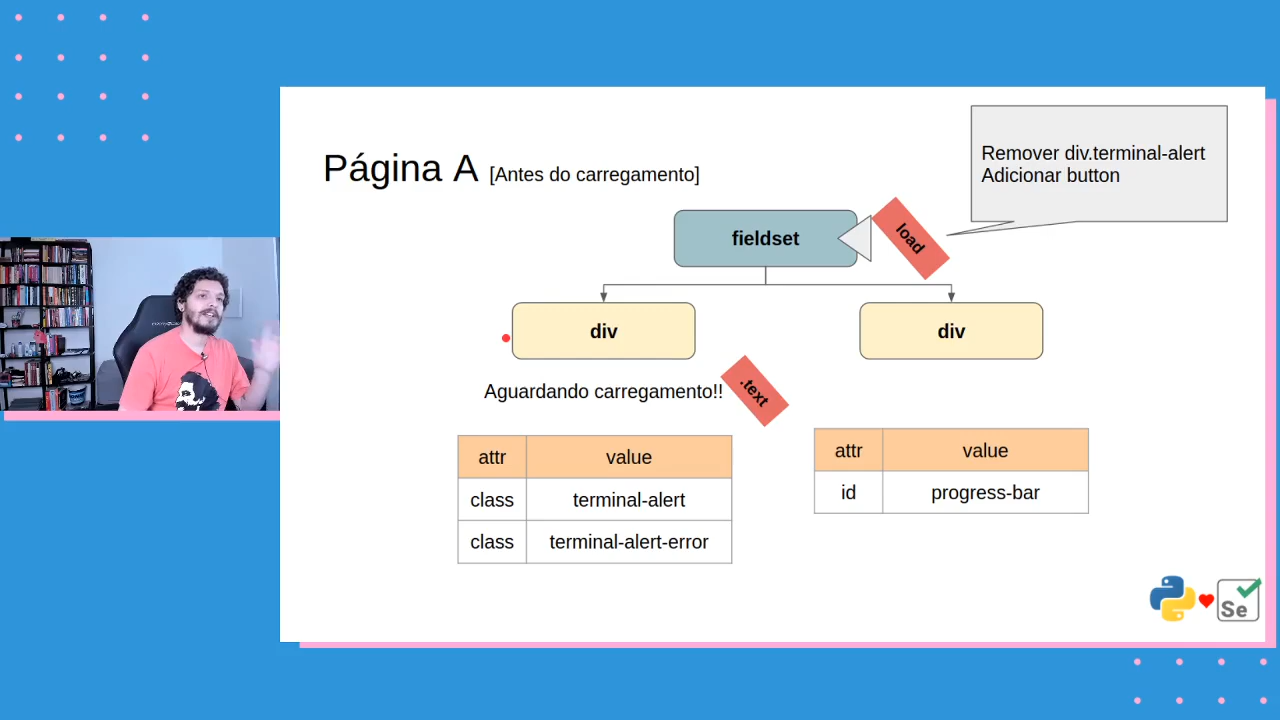 Página A [Antes do carregamento]
Remover div.terminal-alert
Adicionar button
fieldset
load
div
div
Aguardando carregamento!!
.text
attr value
class terminal-alert
class terminal-alert-error
attr value
id progress-bar
Se